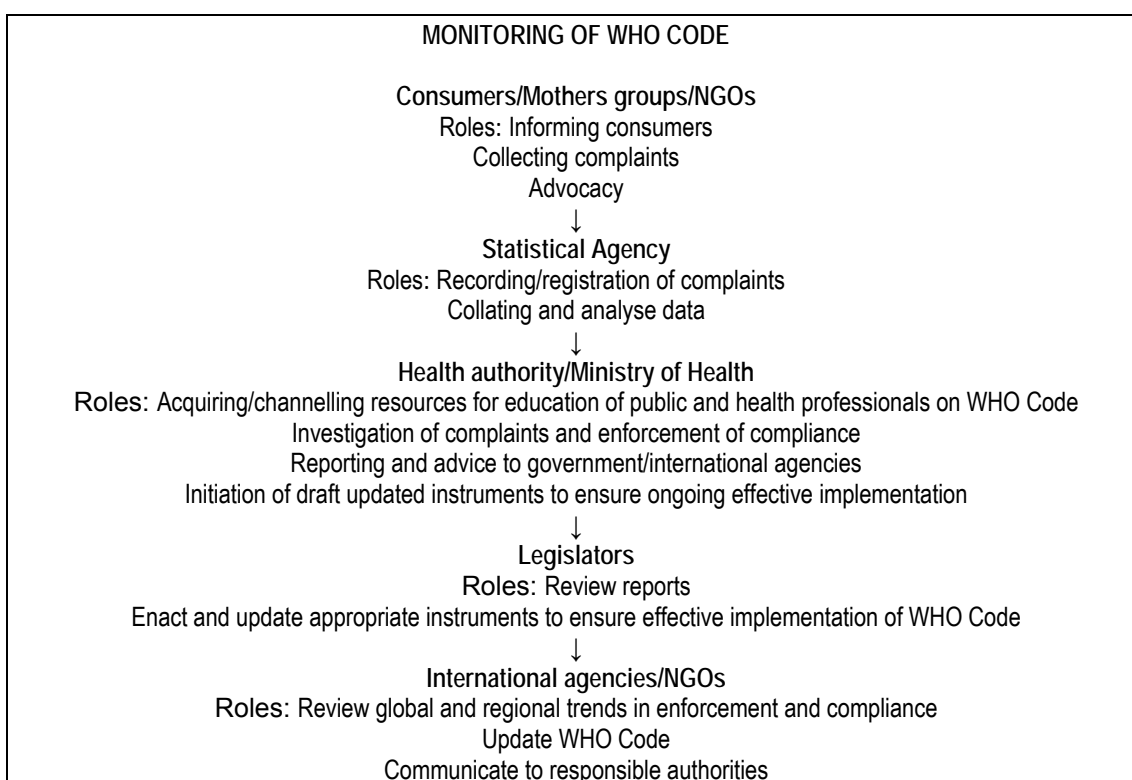 MONITORING OF WHO CODE
Consumers/Mothers groups/NGOs
Roles: Informing consumers
Collecting complaints
Advocacy
↓
Statistical Agency
Roles: Recording/registration of complaints
Collating and analyse data
↓
Health authority/Ministry of Health
Roles: Acquiring/channelling resources for education of public and health professionals on WHO Code
Investigation of complaints and enforcement of compliance
Reporting and advice to government/international agencies
Initiation of draft updated instruments to ensure ongoing effective implementation
↓
Legislators
Roles: Review reports
Enact and update appropriate instruments to ensure effective implementation of WHO Code
↓
International agencies/NGOs
Roles: Review global and regional trends in enforcement and compliance
Update WHO Code
Communicate to responsible authorities